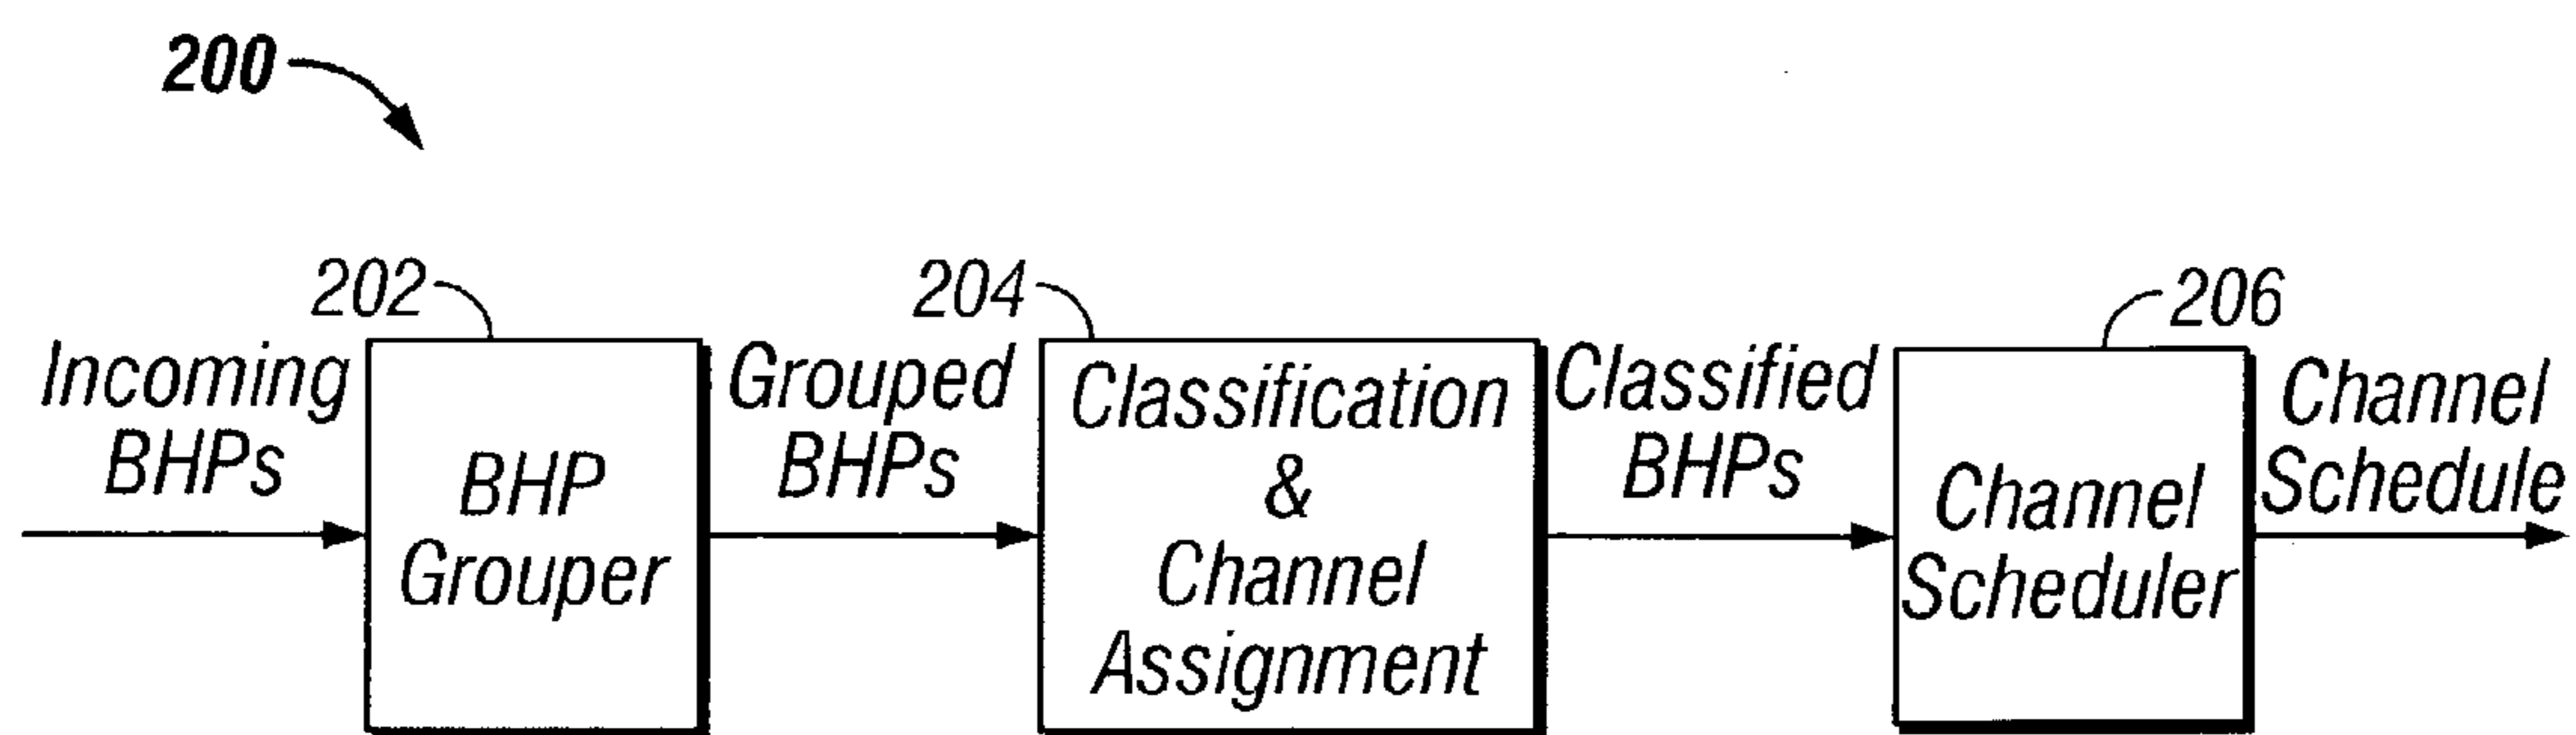 200
202
204
206
Incoming
BHPs
BHP
Grouper
Grouped
BHPs
Classification
&
Channel
Assignment
Classified
BHPs
Channel
Scheduler
Channel
Schedule